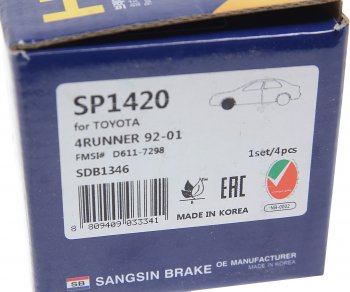 SP1420
for TOYOTA
4RUNNER 92-01
FMSI# D611-7298
SDB1346
1set/4pcs
EAC
8 809409 033341
MADE IN KOREA
SB SANGSIN BRAKE OE MANUFACTURER
MADE IN KOREA